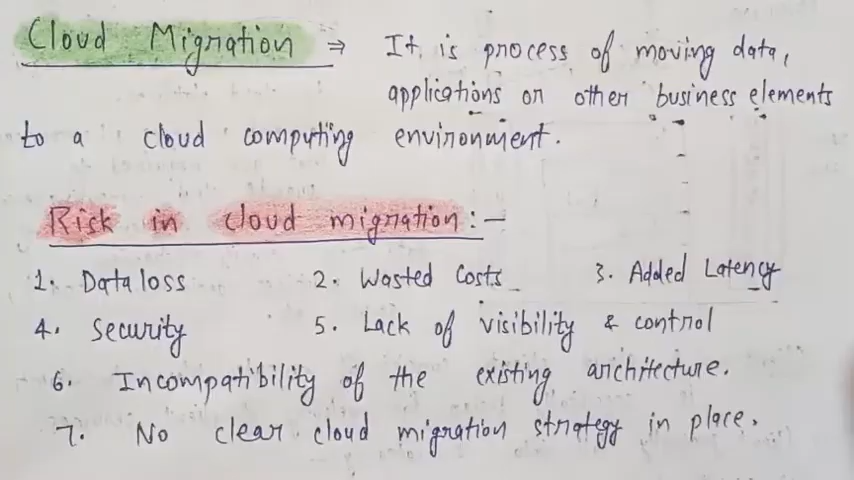 Cloud Migration ⇒ It is process of moving data,
applications or other business elements
to a cloud computing environment.
Risk in cloud migration :-
1. Data loss 2. Wasted Costs 3. Added Latency
4. Security 5. Lack of visibility & control
6. Incompatibility of the existing architecture.
7. No clear cloud migration strategy in place.